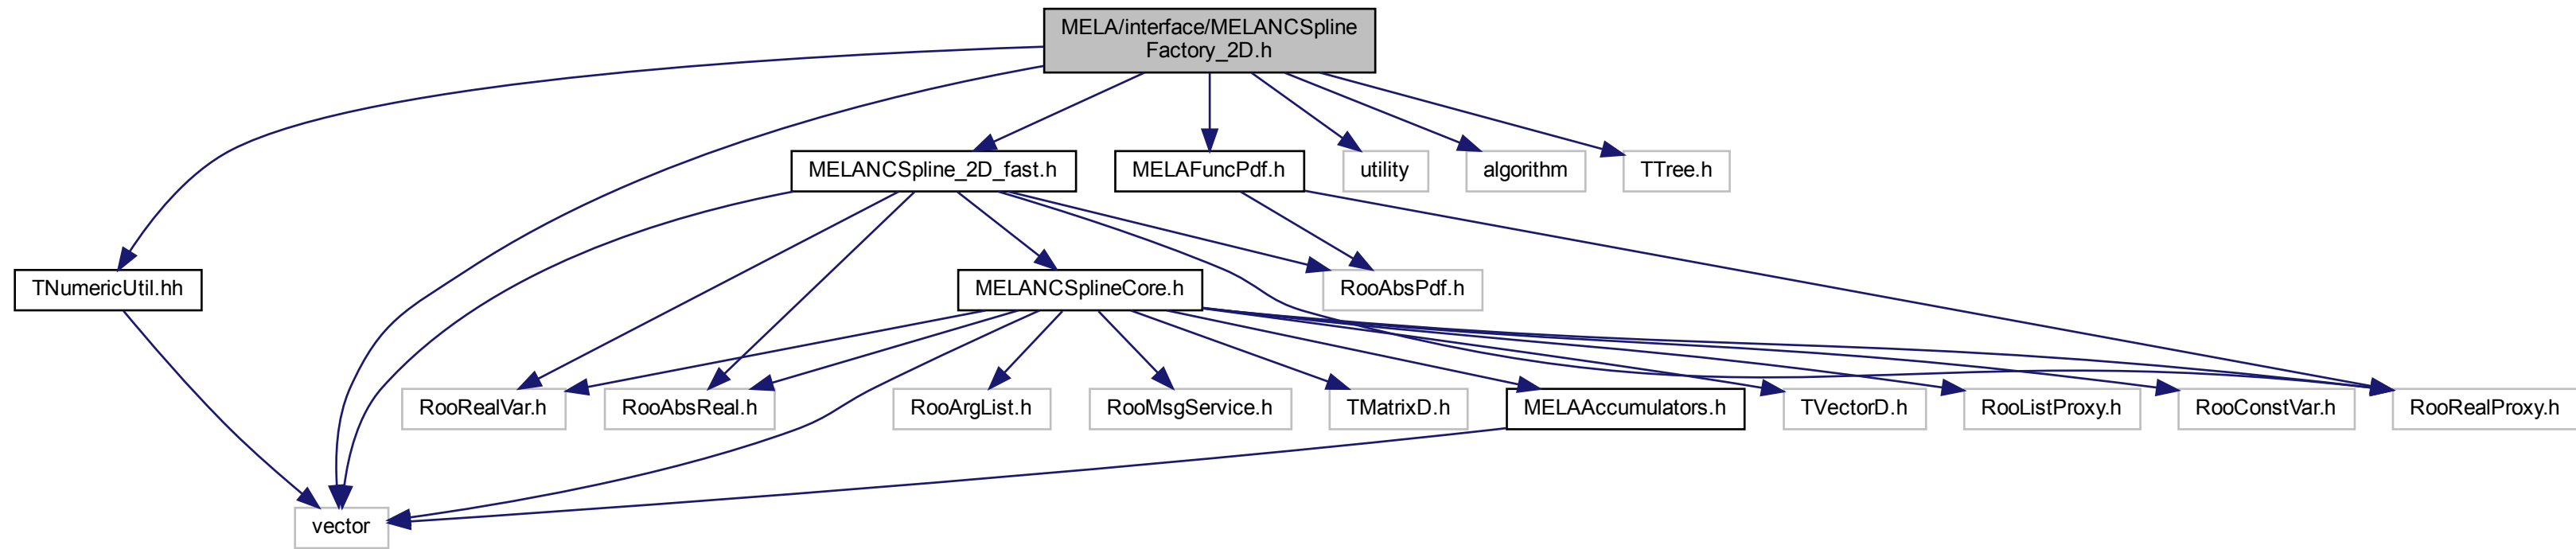 MELA/interface/MELANCSpline
Factory_2D.h
MELANCSpline_2D_fast.h
MELAFuncPdf.h
utility
algorithm
TTree.h
TNumericUtil.hh
MELANCSplineCore.h
RooAbsPdf.h
RooRealVar.h
RooAbsReal.h
RooArgList.h
RooMsgService.h
TMatrixD.h
MELAAccumulators.h
TVectorD.h
RooListProxy.h
RooConstVar.h
RooRealProxy.h
vector